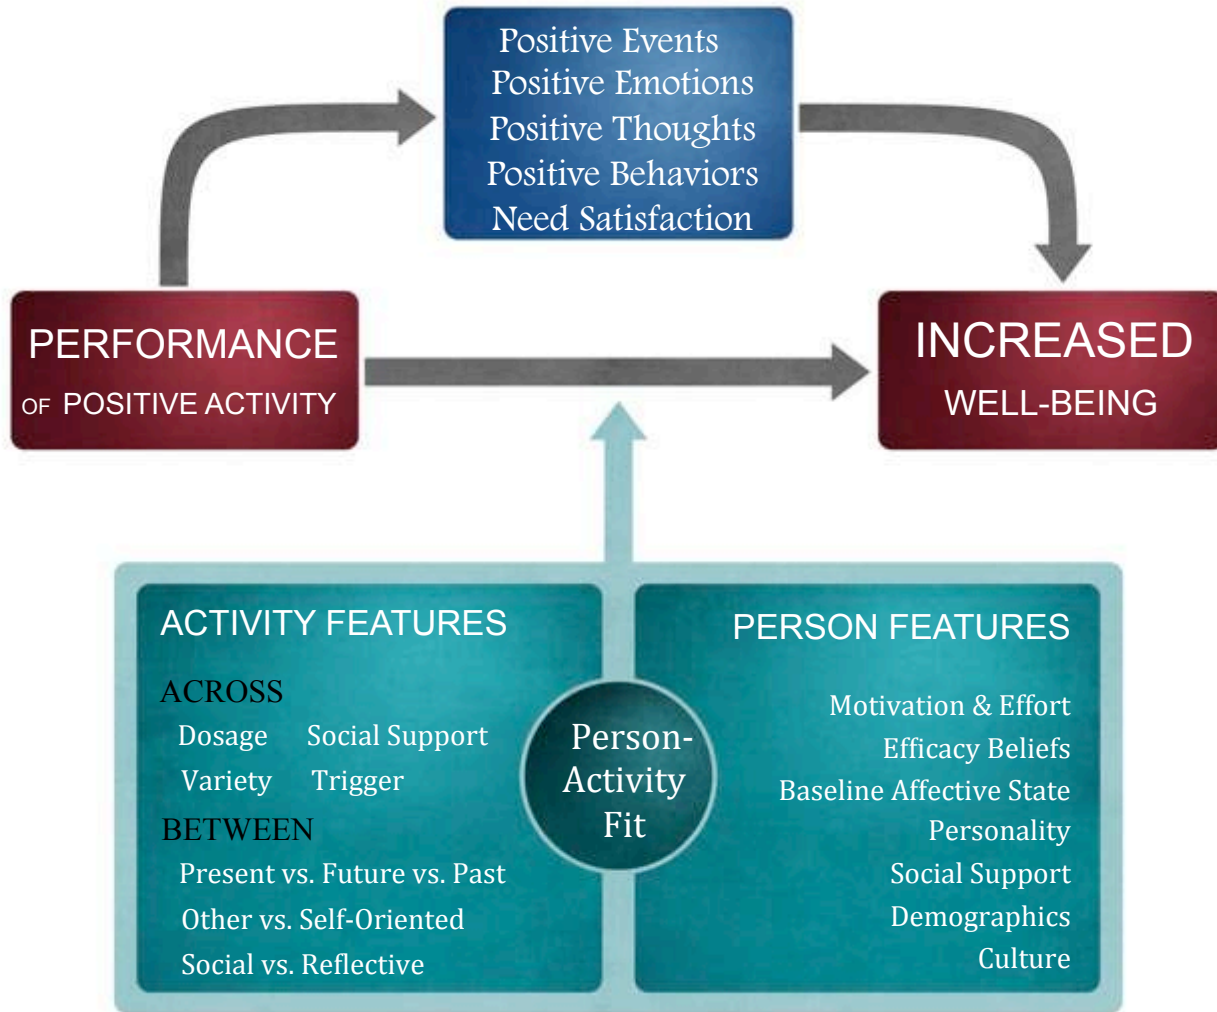 Positive Events
Positive Emotions
Positive Thoughts
Positive Behaviors
Need Satisfaction
PERFORMANCE
OF POSITIVE ACTIVITY
INCREASED
WELL-BEING
ACTIVITY FEATURES
ACROSS
Dosage Social Support
Variety Trigger
BETWEEN
Present vs. Future vs. Past
Other vs. Self-Oriented
Social vs. Reflective
Person-
Activity
Fit
PERSON FEATURES
Motivation & Effort
Efficacy Beliefs
Baseline Affective State
Personality
Social Support
Demographics
Culture